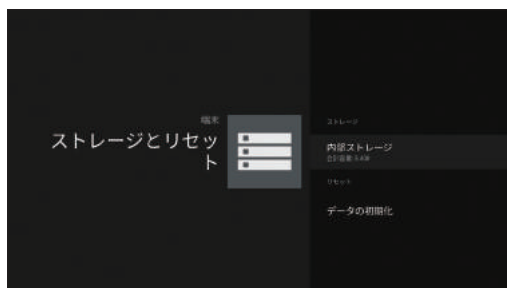 端末
ストレージとリセッ
ト
ストレージ
内部ストレージ
リセット
データの初期化